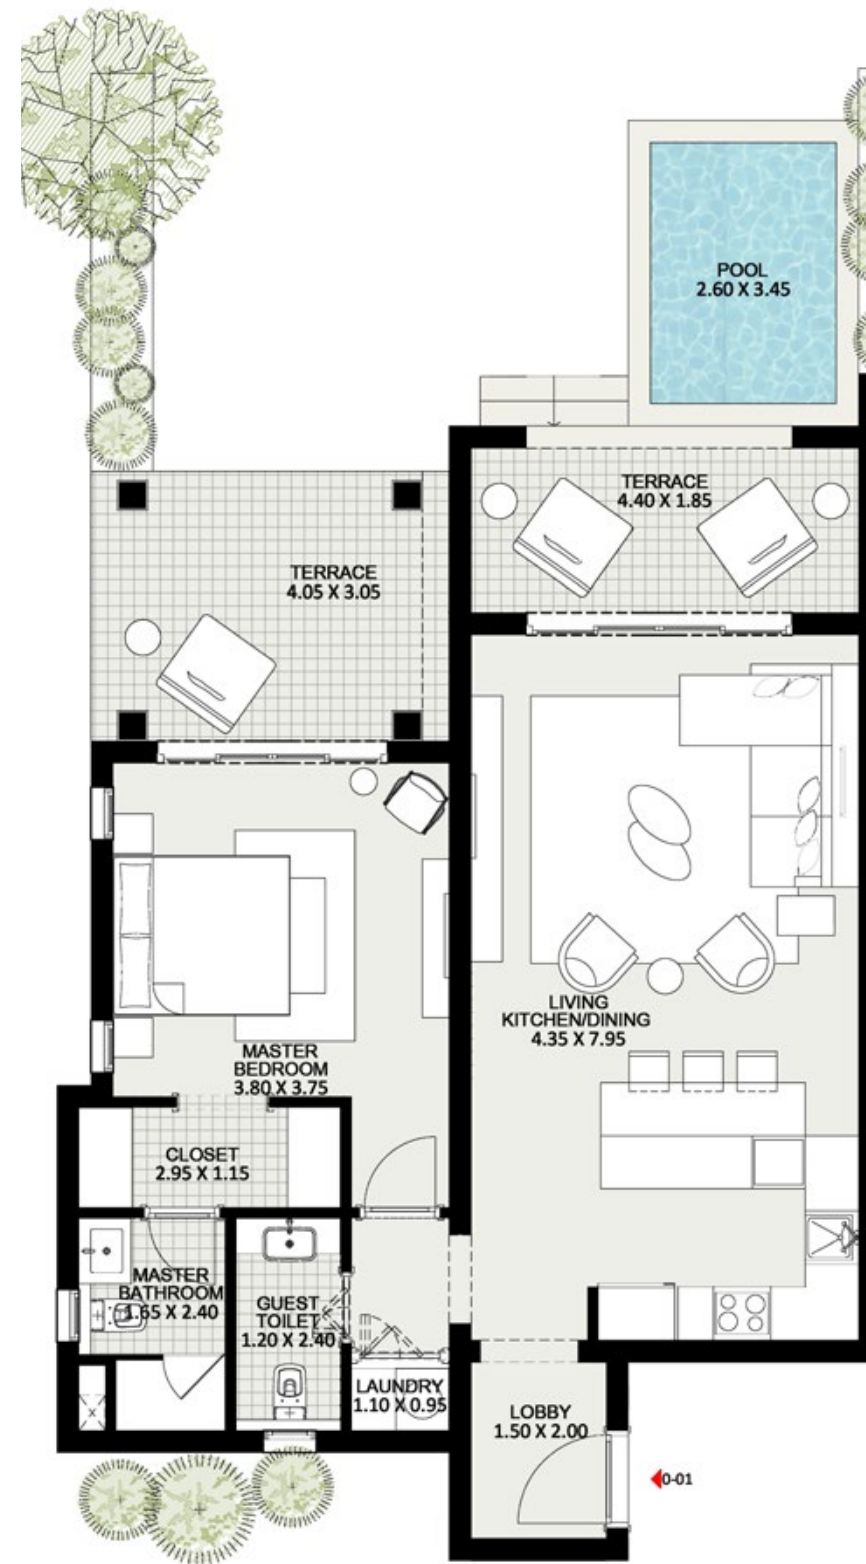 POOL
2.60 X 3.45
TERRACE
4.40 X 1.85
TERRACE
4.05 X 3.05
LIVING
KITCHEN/DINING
4.35 X 7.95
MASTER
BEDROOM
3.80 X 3.75
CLOSET
2.95 X 1.15
MASTER
BATHROOM
1.65 X 2.40
GUEST
TOILET
1.20 X 2.40
LAUNDRY
1.10 X 0.95
LOBBY
1.50 X 2.00
0-01